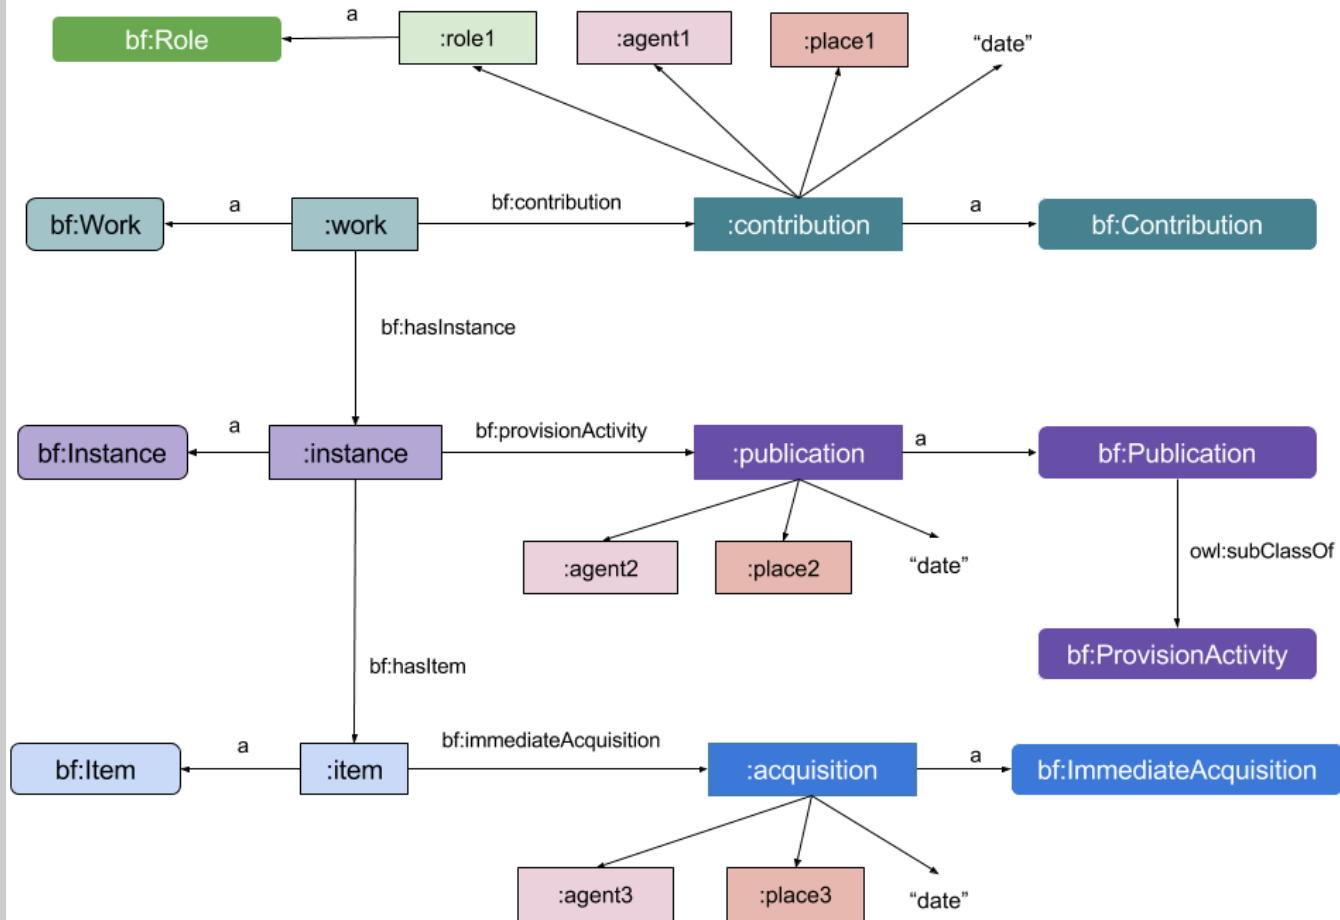 a
bf:Role
:role1
:agent1
:place1
“date”
bf:contribution
a
a
bf:Work
:work
:contribution
bf:Contribution
bf:hasInstance
a
bf:provisionActivity
a
bf:Instance
:instance
:publication
bf:Publication
owl:subClassOf
:agent2
:place2
“date”
bf:ProvisionActivity
bf:hasItem
a
bf:immediateAcquisition
a
bf:Item
:item
:acquisition
bf:ImmediateAcquisition
:agent3
:place3
“date”